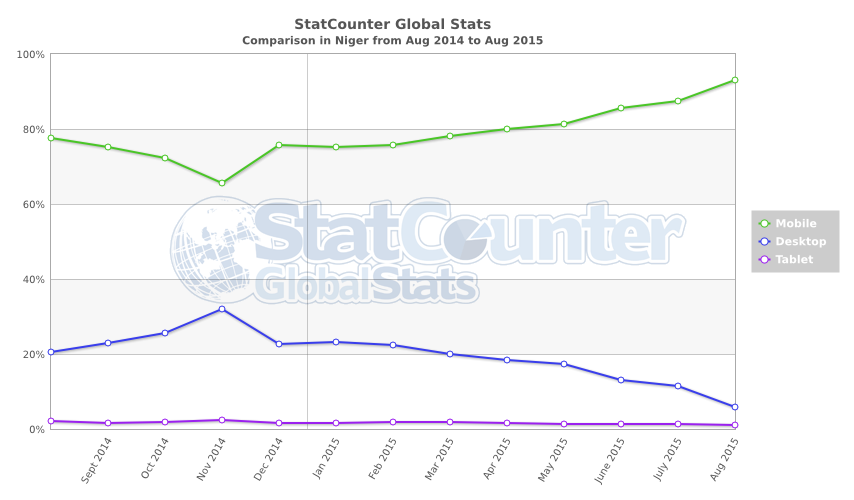 StatCounter Global Stats
Comparison in Niger from Aug 2014 to Aug 2015
100%
80%
60%
40%
20%
0%
StatCounter
GlobalStats
Mobile
Desktop
Tablet
Sept 2014
Oct 2014
Nov 2014
Dec 2014
Jan 2015
Feb 2015
Mar 2015
Apr 2015
May 2015
June 2015
July 2015
Aug 2015